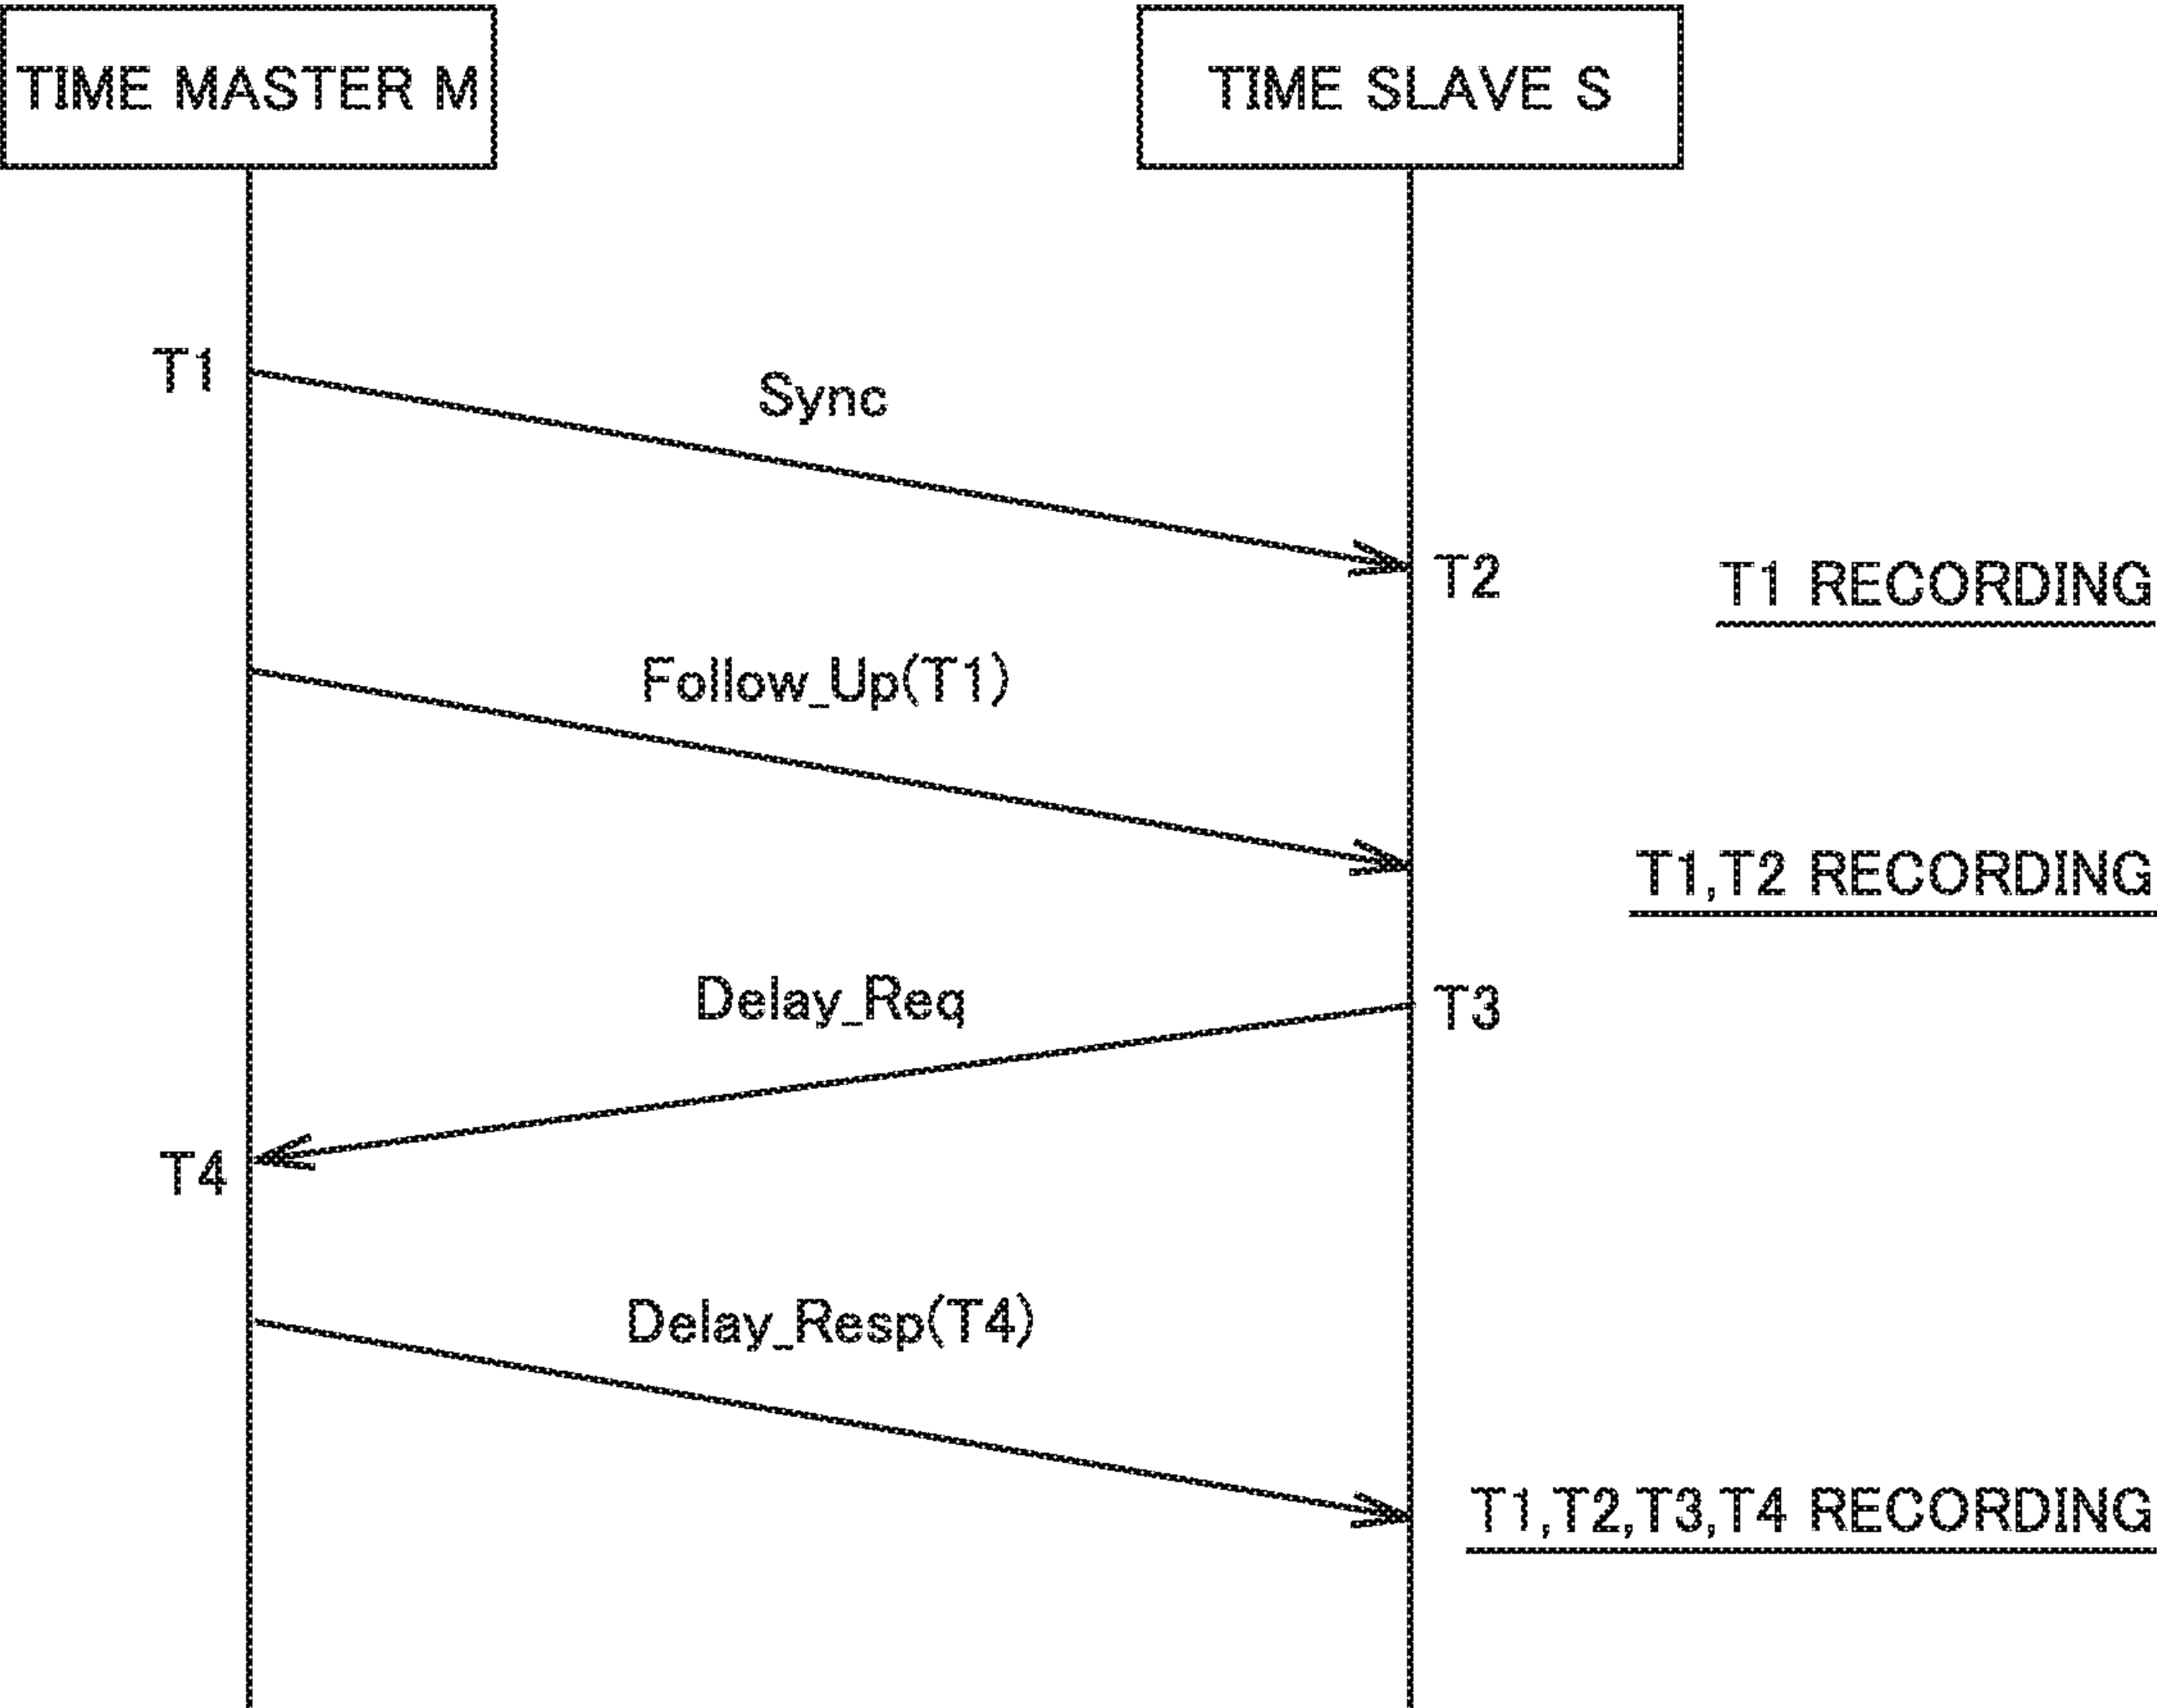 TIME MASTER M
TIME SLAVE S
T1
Sync
T2
T1 RECORDING
Follow_Up(T1)
T1,T2 RECORDING
Delay_Req
T3
T4
Delay_Resp(T4)
T1,T2,T3,T4 RECORDING